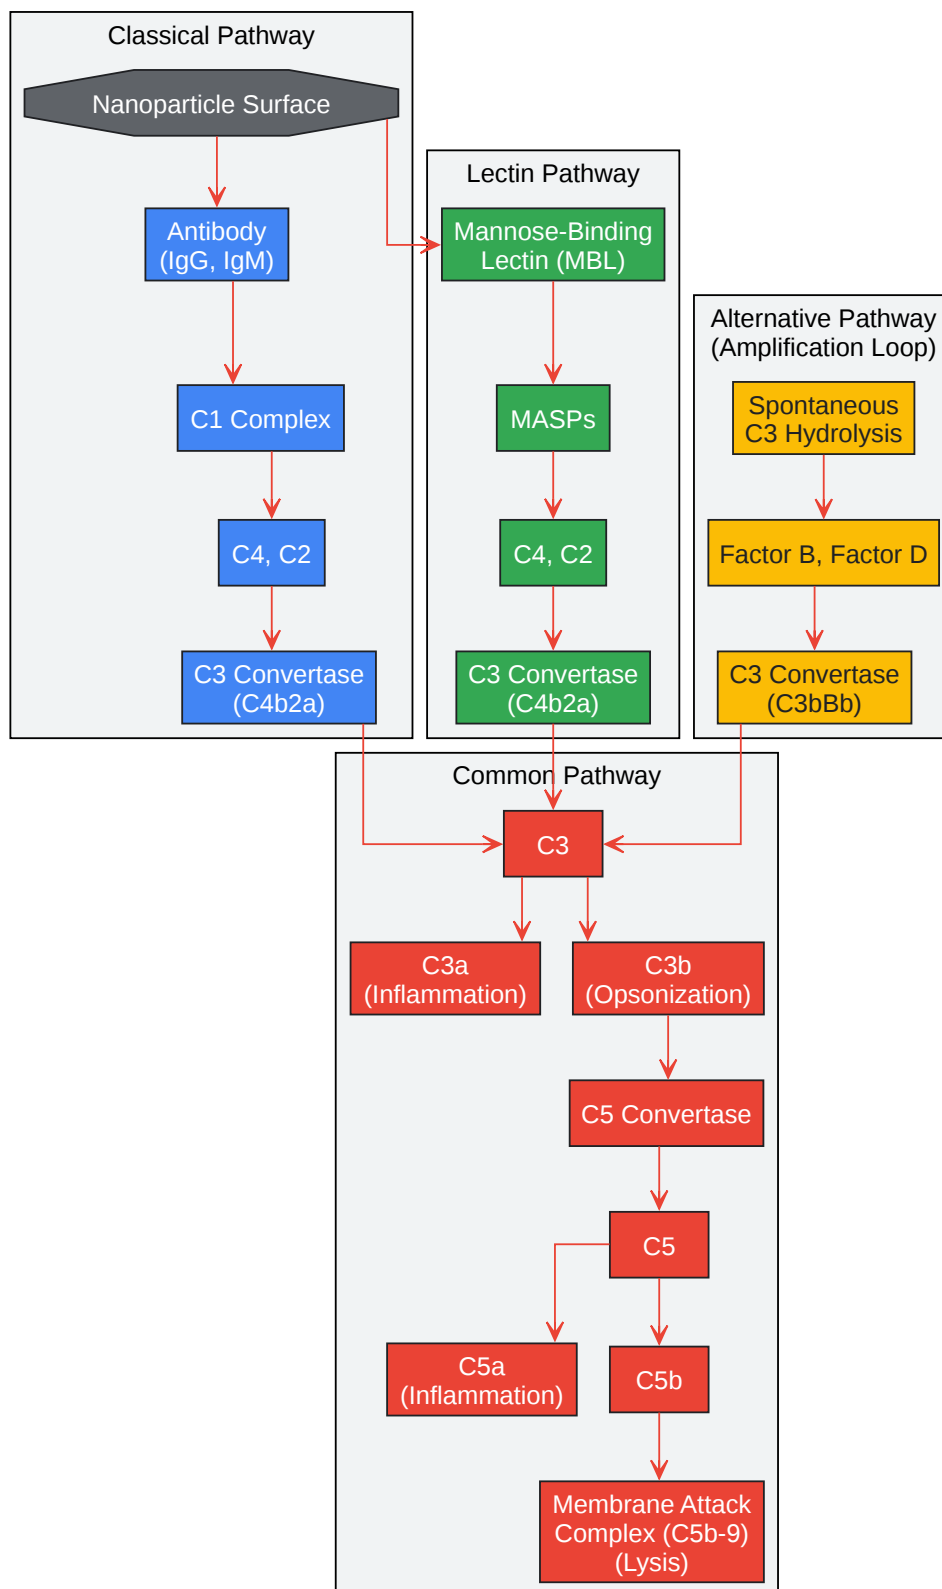 Classical Pathway
Nanoparticle Surface
Antibody
(IgG, IgM)
C1 Complex
C4, C2
C3 Convertase
(C4b2a)
Lectin Pathway
Mannose-Binding
Lectin (MBL)
MASPs
C4, C2
C3 Convertase
(C4b2a)
Alternative Pathway
(Amplification Loop)
Spontaneous
C3 Hydrolysis
Factor B, Factor D
C3 Convertase
(C3bBb)
Common Pathway
C3
C3a
(Inflammation)
C3b
(Opsonization)
C5 Convertase
C5
C5a
(Inflammation)
C5b
Membrane Attack
Complex (C5b-9)
(Lysis)